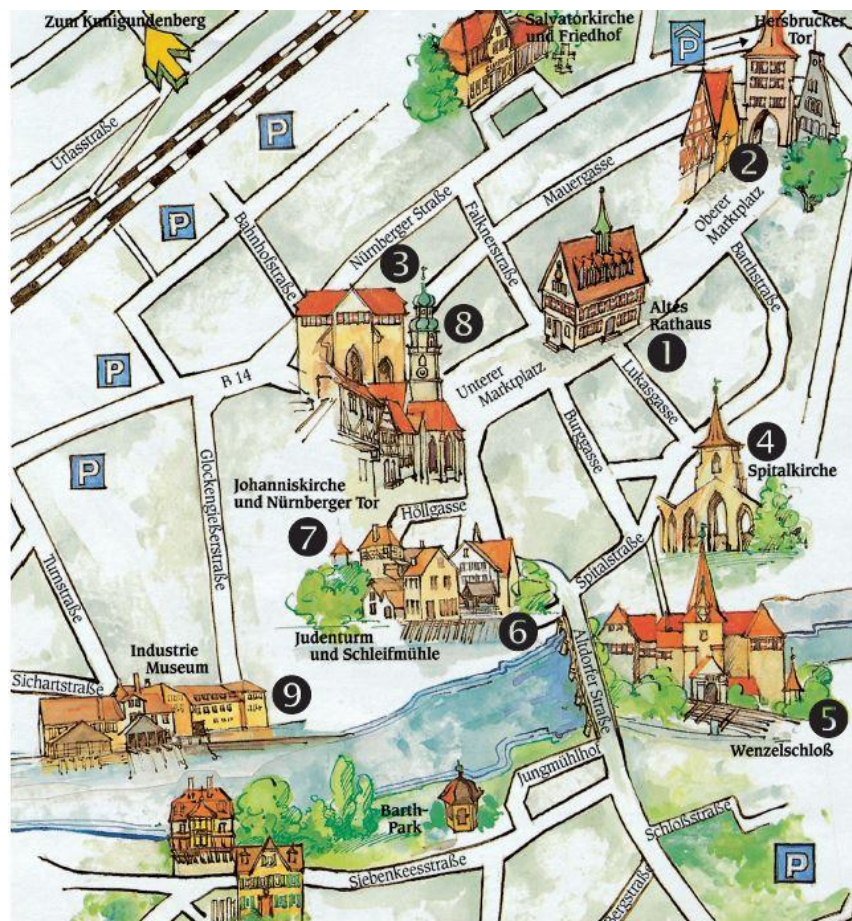 Zum Kunigundenberg
Salvatorkirche
und Friedhof
Hersbrucker
Tor
P
Urlasstraße
P
P
Bahnhofstraße
Nürnberger Straße
Falknerstraße
Mauergasse
2
Oberer
Marktplatz
Barthstraße
3
8
Altes
Rathaus
1
Unterer
Marktplatz
Lukasgasse
Burggasse
P
B 14
4
Spitalkirche
P
Glockengießerstraße
Johanniskirche
und Nürnberger Tor
Höllgasse
7
Spitalstraße
Turnstraße
6
Judenturm
und Schleifmühle
Altdorfer Straße
Industrie
Museum
Sichartstraße
9
5
Wenzelschloß
Jungmühlhof
Barth-
Park
Schloßstraße
P
Siebenkeesstraße
Bergstraße